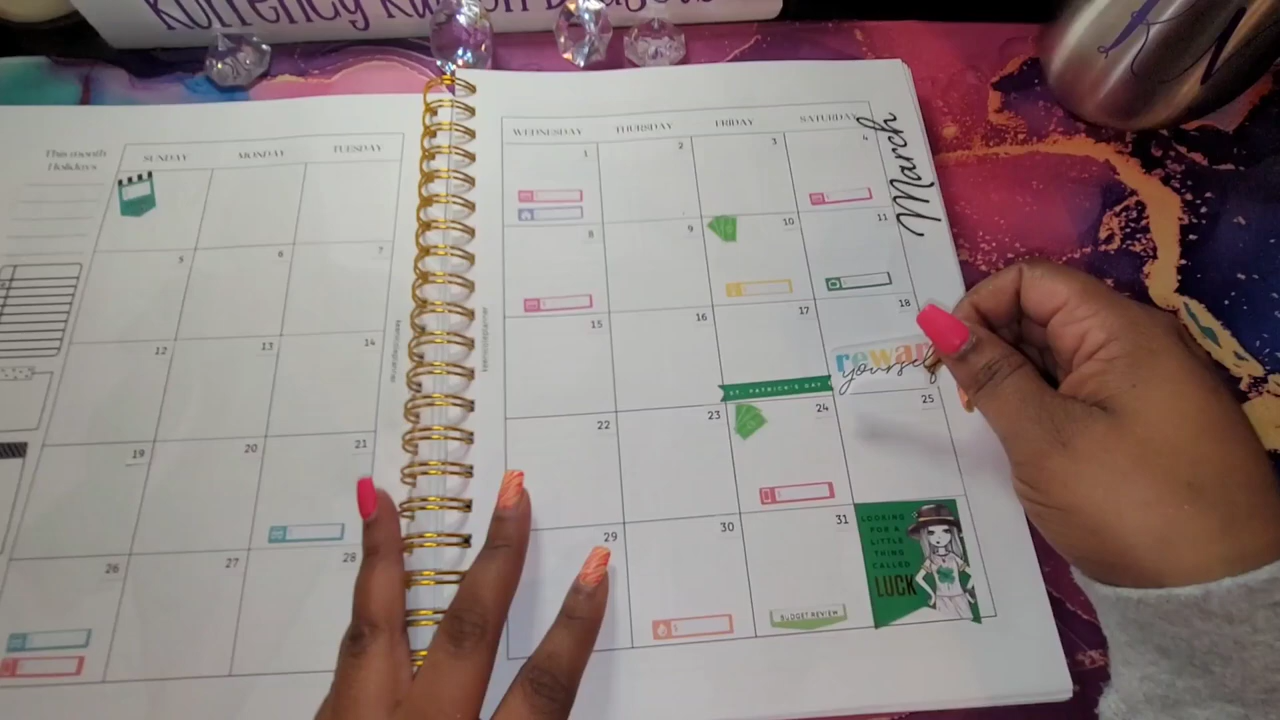 This month
Holidays
SUNDAY MONDAY TUESDAY
5 6 7
12 13 14
19 20 21
26 27 28
WEDNESDAY THURSDAY FRIDAY SATURDAY
March
1 2 3 4
8 9 10 11
15 16 17 18
ST. PATRICK'S DAY
rewar
yourself
22 23 24 25
29 30 31
BUDGET REVIEW
LOOKING
FOR A
LITTLE
THING
CALLED
LUCK